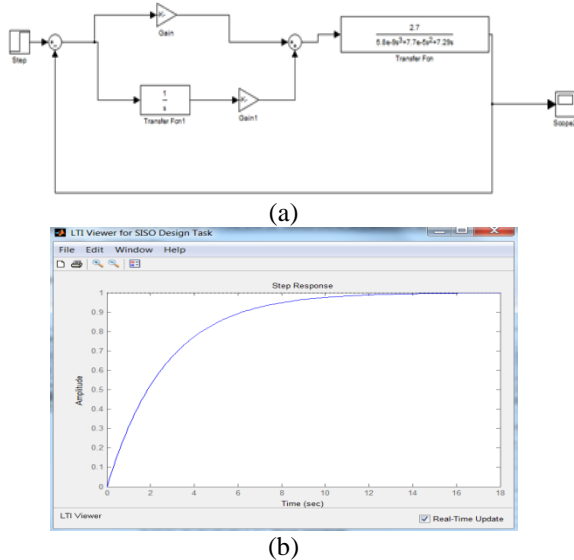 Step
Gain
2.7
5.8e-9s³+7.7e-5s²+7.29s
Transfer Fcn
1
s
Transfer Fcn1
Gain1
(a)
LTI Viewer for SISO Design Task
File Edit Window Help
Step Response
Amplitude
1
0.9
0.8
0.7
0.6
0.5
0.4
0.3
0.2
0.1
0
0 2 4 6 8 10 12 14 16 18
Time (sec)
LTI Viewer
Real-Time Update
(b)